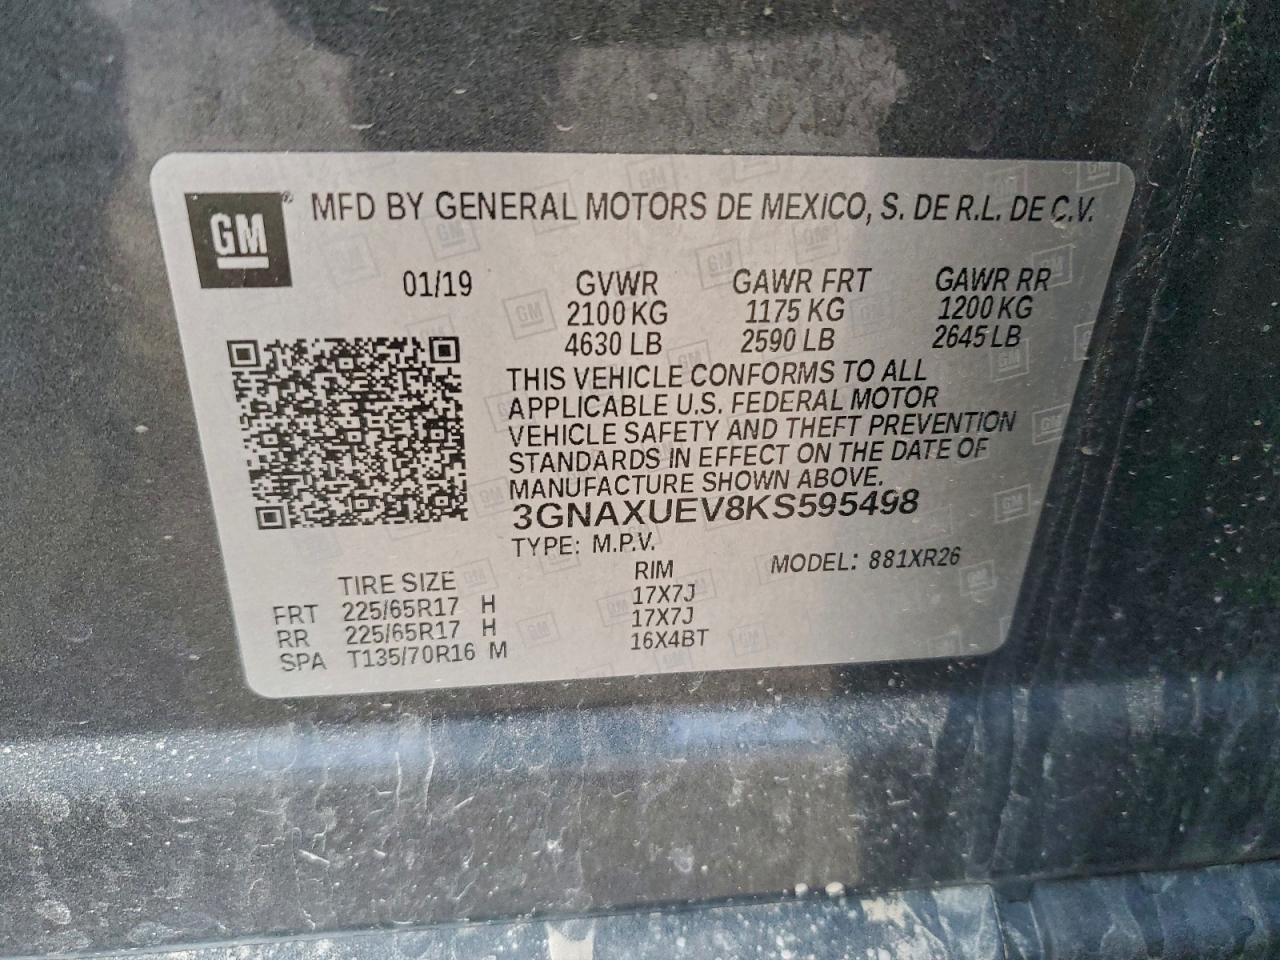 GM® MFD BY GENERAL MOTORS DE MEXICO, S. DE R.L. DE C.V.
01/19 GVWR GAWR FRT GAWR RR
2100 KG 1175 KG 1200 KG
4630 LB 2590 LB 2645 LB
THIS VEHICLE CONFORMS TO ALL
APPLICABLE U.S. FEDERAL MOTOR
VEHICLE SAFETY AND THEFT PREVENTION
STANDARDS IN EFFECT ON THE DATE OF
MANUFACTURE SHOWN ABOVE.
3GNAXUEV8KS595498
TYPE: M.P.V. MODEL: 881XR26
TIRE SIZE RIM
FRT 225/65R17 H 17X7J
RR 225/65R17 H 17X7J
SPA T135/70R16 M 16X4BT